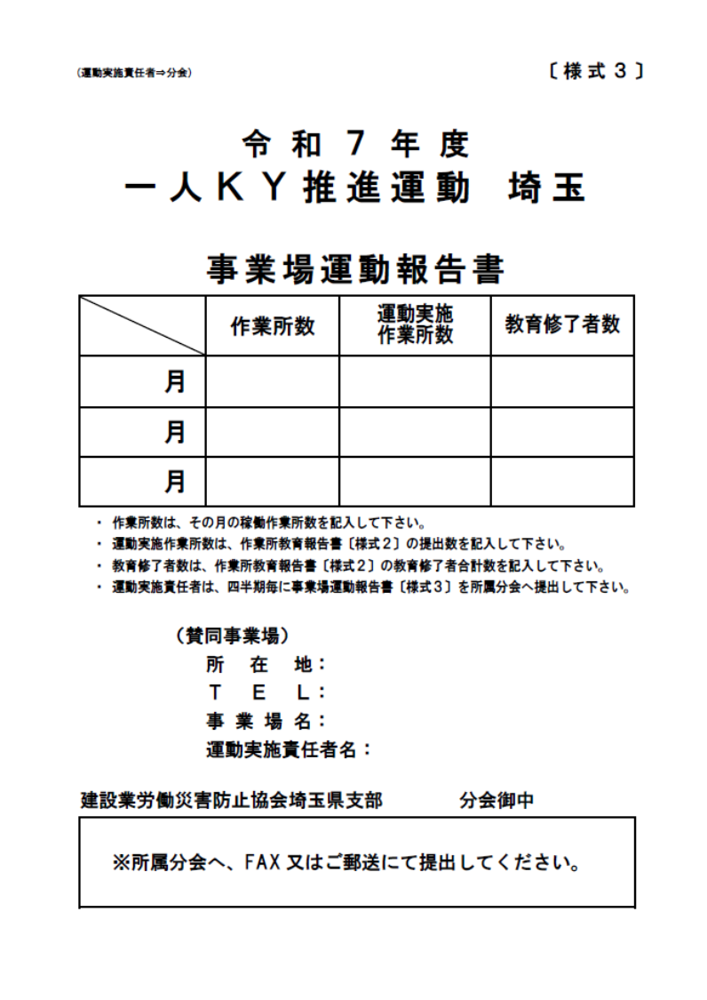 （運動実施責任者⇒分会）
〔様式３〕
令和７年度
一人ＫＹ推進運動　埼玉
事業場運動報告書
作業所数
運動実施
作業所数
教育修了者数
月
月
月
・ 作業所数は、その月の稼働作業所数を記入して下さい。
・ 運動実施作業所数は、作業所教育報告書〔様式２〕の提出数を記入して下さい。
・ 教育修了者数は、作業所教育報告書〔様式２〕の教育修了者合計数を記入して下さい。
・ 運動実施責任者は、四半期毎に事業場運動報告書〔様式３〕を所属分会へ提出して下さい。
（賛同事業場）
所　在　地：
Ｔ　Ｅ　Ｌ：
事 業 場 名：
運動実施責任者名：
建設業労働災害防止協会埼玉県支部　　　　分会御中
※所属分会へ、FAX 又はご郵送にて提出してください。